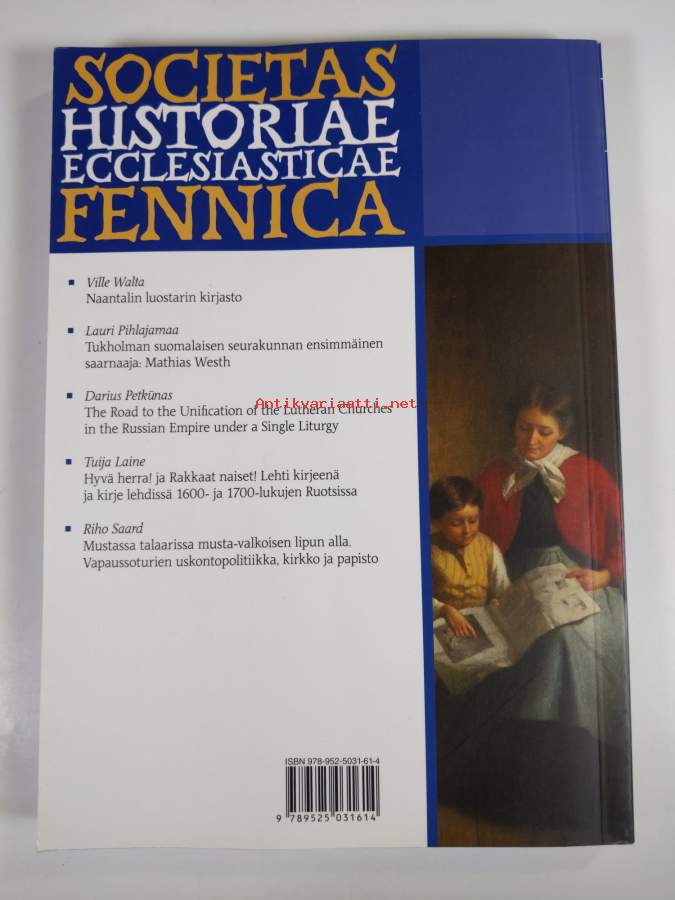 SOCIETAS
HISTORIAE
ECCLESIASTICAE
FENNICA
▪ Ville Walta
Naantalin luostarin kirjasto
▪ Lauri Pihlajamaa
Tukholman suomalaisen seurakunnan ensimmäinen
saarnaaja: Mathias Westh
▪ Darius Petkūnas
The Road to the Unification of the Lutheran Churches
in the Russian Empire under a Single Liturgy
▪ Tuija Laine
Hyvä herra! ja Rakkaat naiset! Lehti kirjeenä
ja kirje lehdissä 1600- ja 1700-lukujen Ruotsissa
▪ Riho Saard
Mustassa talaarissa musta-valkoisen lipun alla.
Vapaussoturien uskontopolitiikka, kirkko ja papisto
Antikvariaatti.net
ISBN 978-952-5031-61-4
9 789525 031614